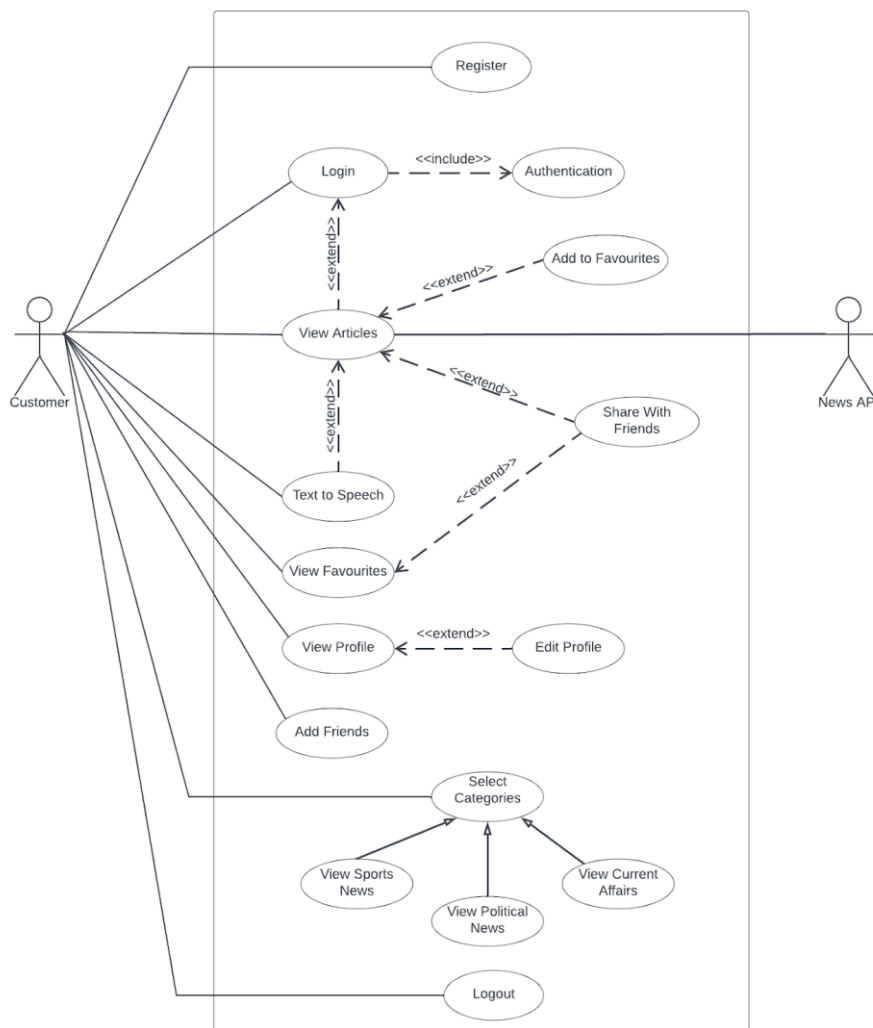 Register
<<include>>
Login
Authentication
<<extend>>
Add to Favourites
<<extend>>
View Articles
<<extend>>
<<extend>>
Customer
News AP
Share With
Friends
<<extend>>
Text to Speech
View Favourites
<<extend>>
View Profile
Edit Profile
Add Friends
Select
Categories
View Sports
News
View Current
Affairs
View Political
News
Logout